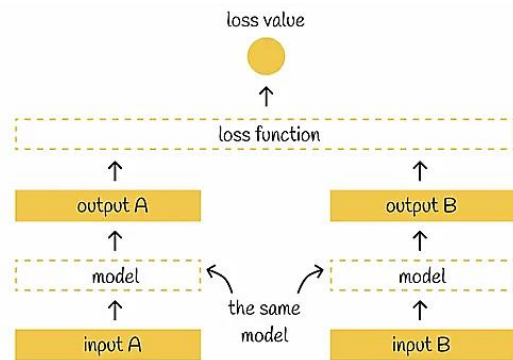 loss value
loss function
output A
output B
model
model
the same
model
input A
input B